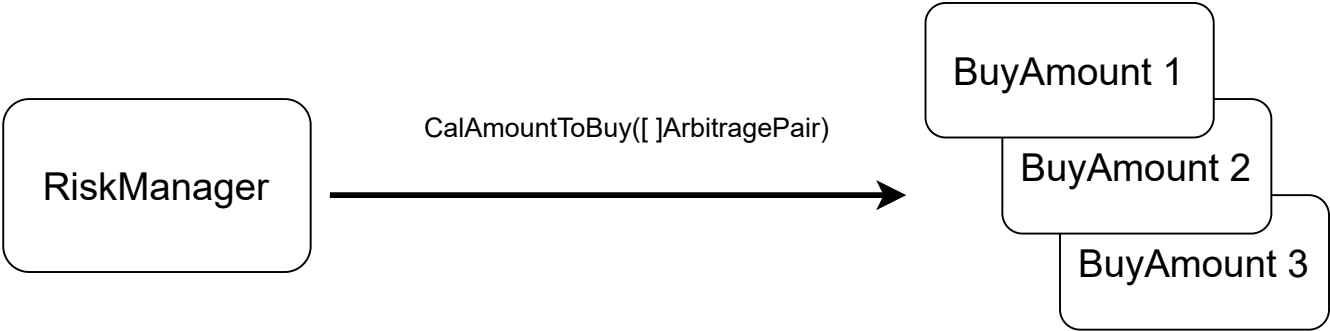 RiskManager
CalAmountToBuy([ ]ArbitragePair)
BuyAmount 1
BuyAmount 2
BuyAmount 3